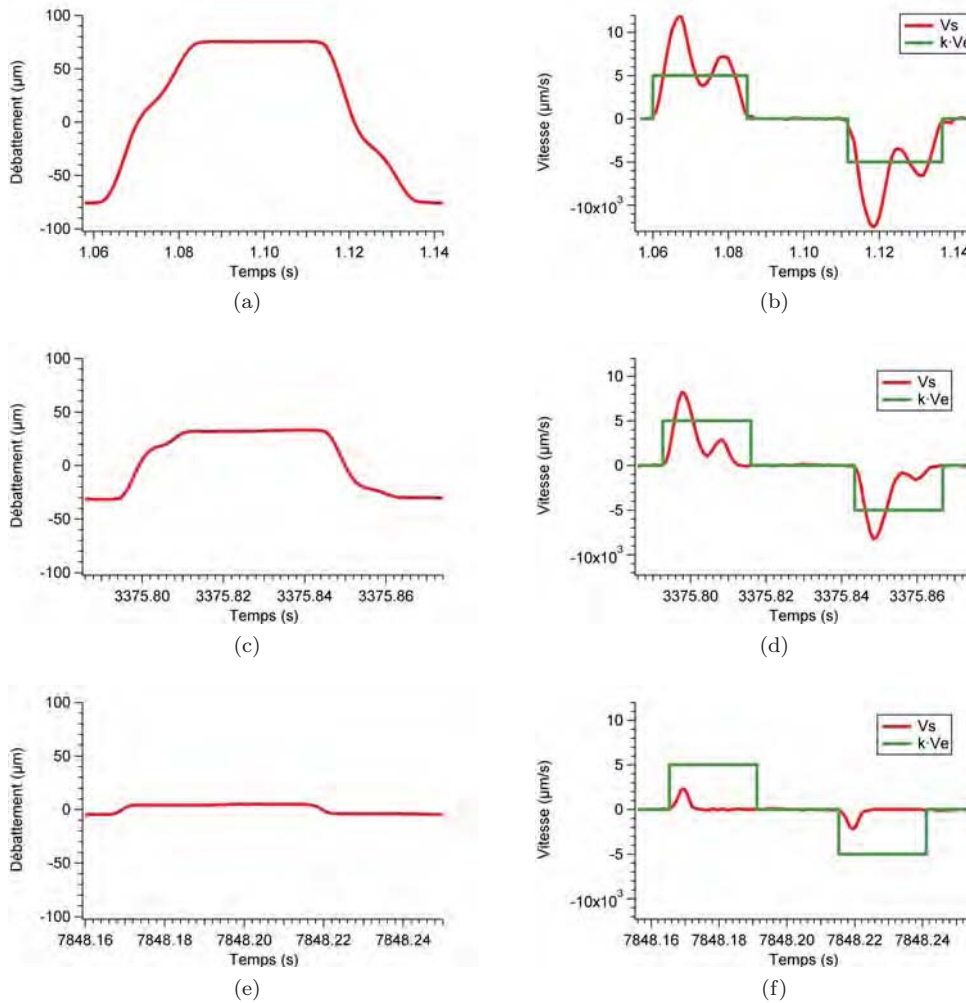 100
50
0
-50
-100
Débattement (µm)
1.06
1.08
1.10
1.12
1.14
Temps (s)
(a)
10
5
0
-5
-10x10³
Vitesse (µm/s)
Vs
k·Ve
1.06
1.08
1.10
1.12
1.14
Temps (s)
(b)
100
50
0
-50
-100
Débattement (µm)
3375.80
3375.82
3375.84
3375.86
Temps (s)
(c)
10
5
0
-5
-10x10³
Vitesse (µm/s)
Vs
k·Ve
3375.80
3375.82
3375.84
3375.86
Temps (s)
(d)
100
50
0
-50
-100
Débattement (µm)
7848.16
7848.18
7848.20
7848.22
7848.24
Temps (s)
(e)
10
5
0
-5
-10x10³
Vitesse (µm/s)
Vs
k·Ve
7848.16
7848.18
7848.20
7848.22
7848.24
Temps (s)
(f)